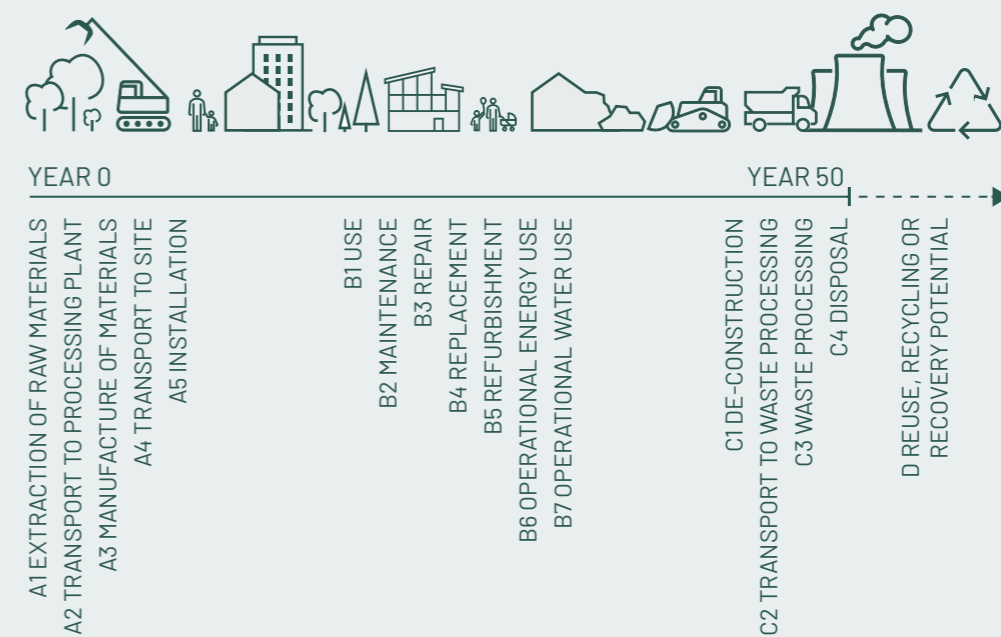 YEAR 0
YEAR 50
A1 EXTRACTION OF RAW MATERIALS
A2 TRANSPORT TO PROCESSING PLANT
A3 MANUFACTURE OF MATERIALS
A4 TRANSPORT TO SITE
A5 INSTALLATION
B1 USE
B2 MAINTENANCE
B3 REPAIR
B4 REPLACEMENT
B5 REFURBISHMENT
B6 OPERATIONAL ENERGY USE
B7 OPERATIONAL WATER USE
C1 DE-CONSTRUCTION
C2 TRANSPORT TO WASTE PROCESSING
C3 WASTE PROCESSING
C4 DISPOSAL
D REUSE, RECYCLING OR
RECOVERY POTENTIAL